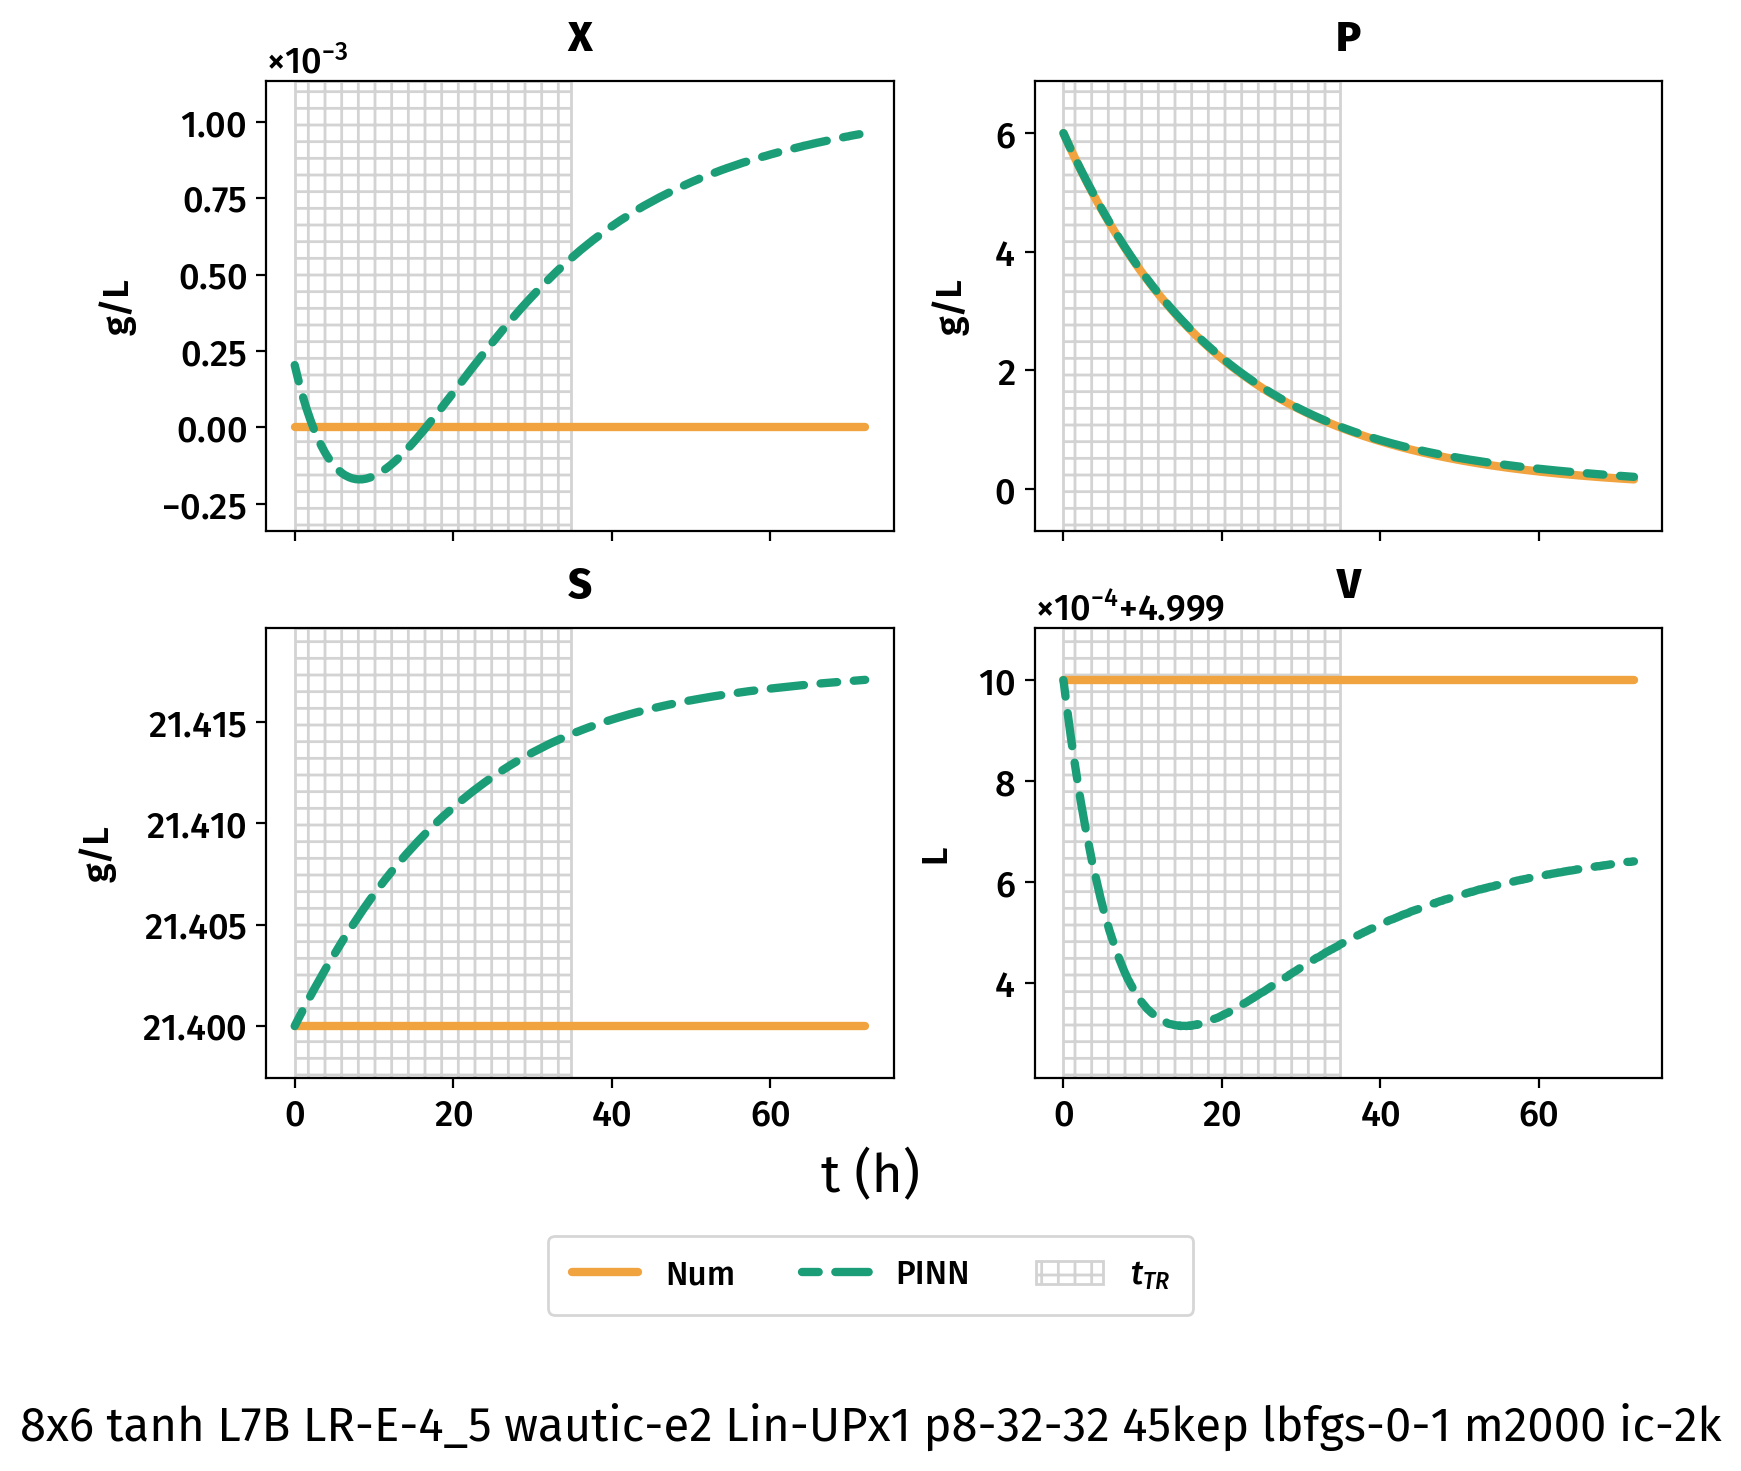 X
×10⁻³
1.00
0.75
0.50
0.25
0.00
−0.25
g/L
P
6
4
2
0
g/L
S
21.415
21.410
21.405
21.400
g/L
0 20 40 60
V
×10⁻⁴+4.999
10
8
6
4
L
0 20 40 60
t (h)
Num PINN t_TR
8x6 tanh L7B LR-E-4_5 wautic-e2 Lin-UPx1 p8-32-32 45kep lbfgs-0-1 m2000 ic-2k